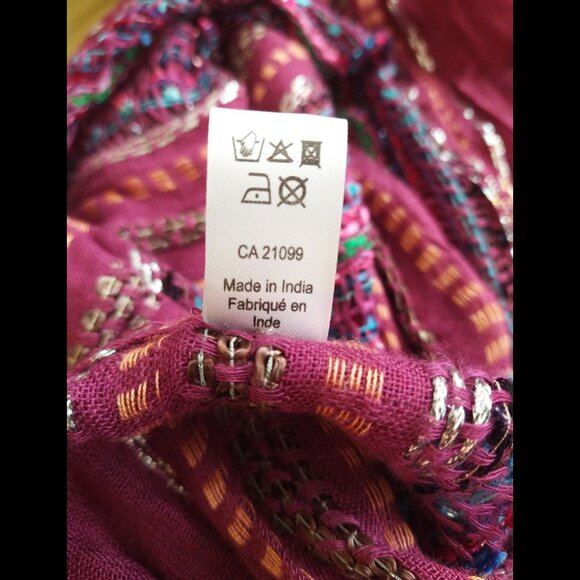 CA 21099
Made in India
Fabriqué en
Inde